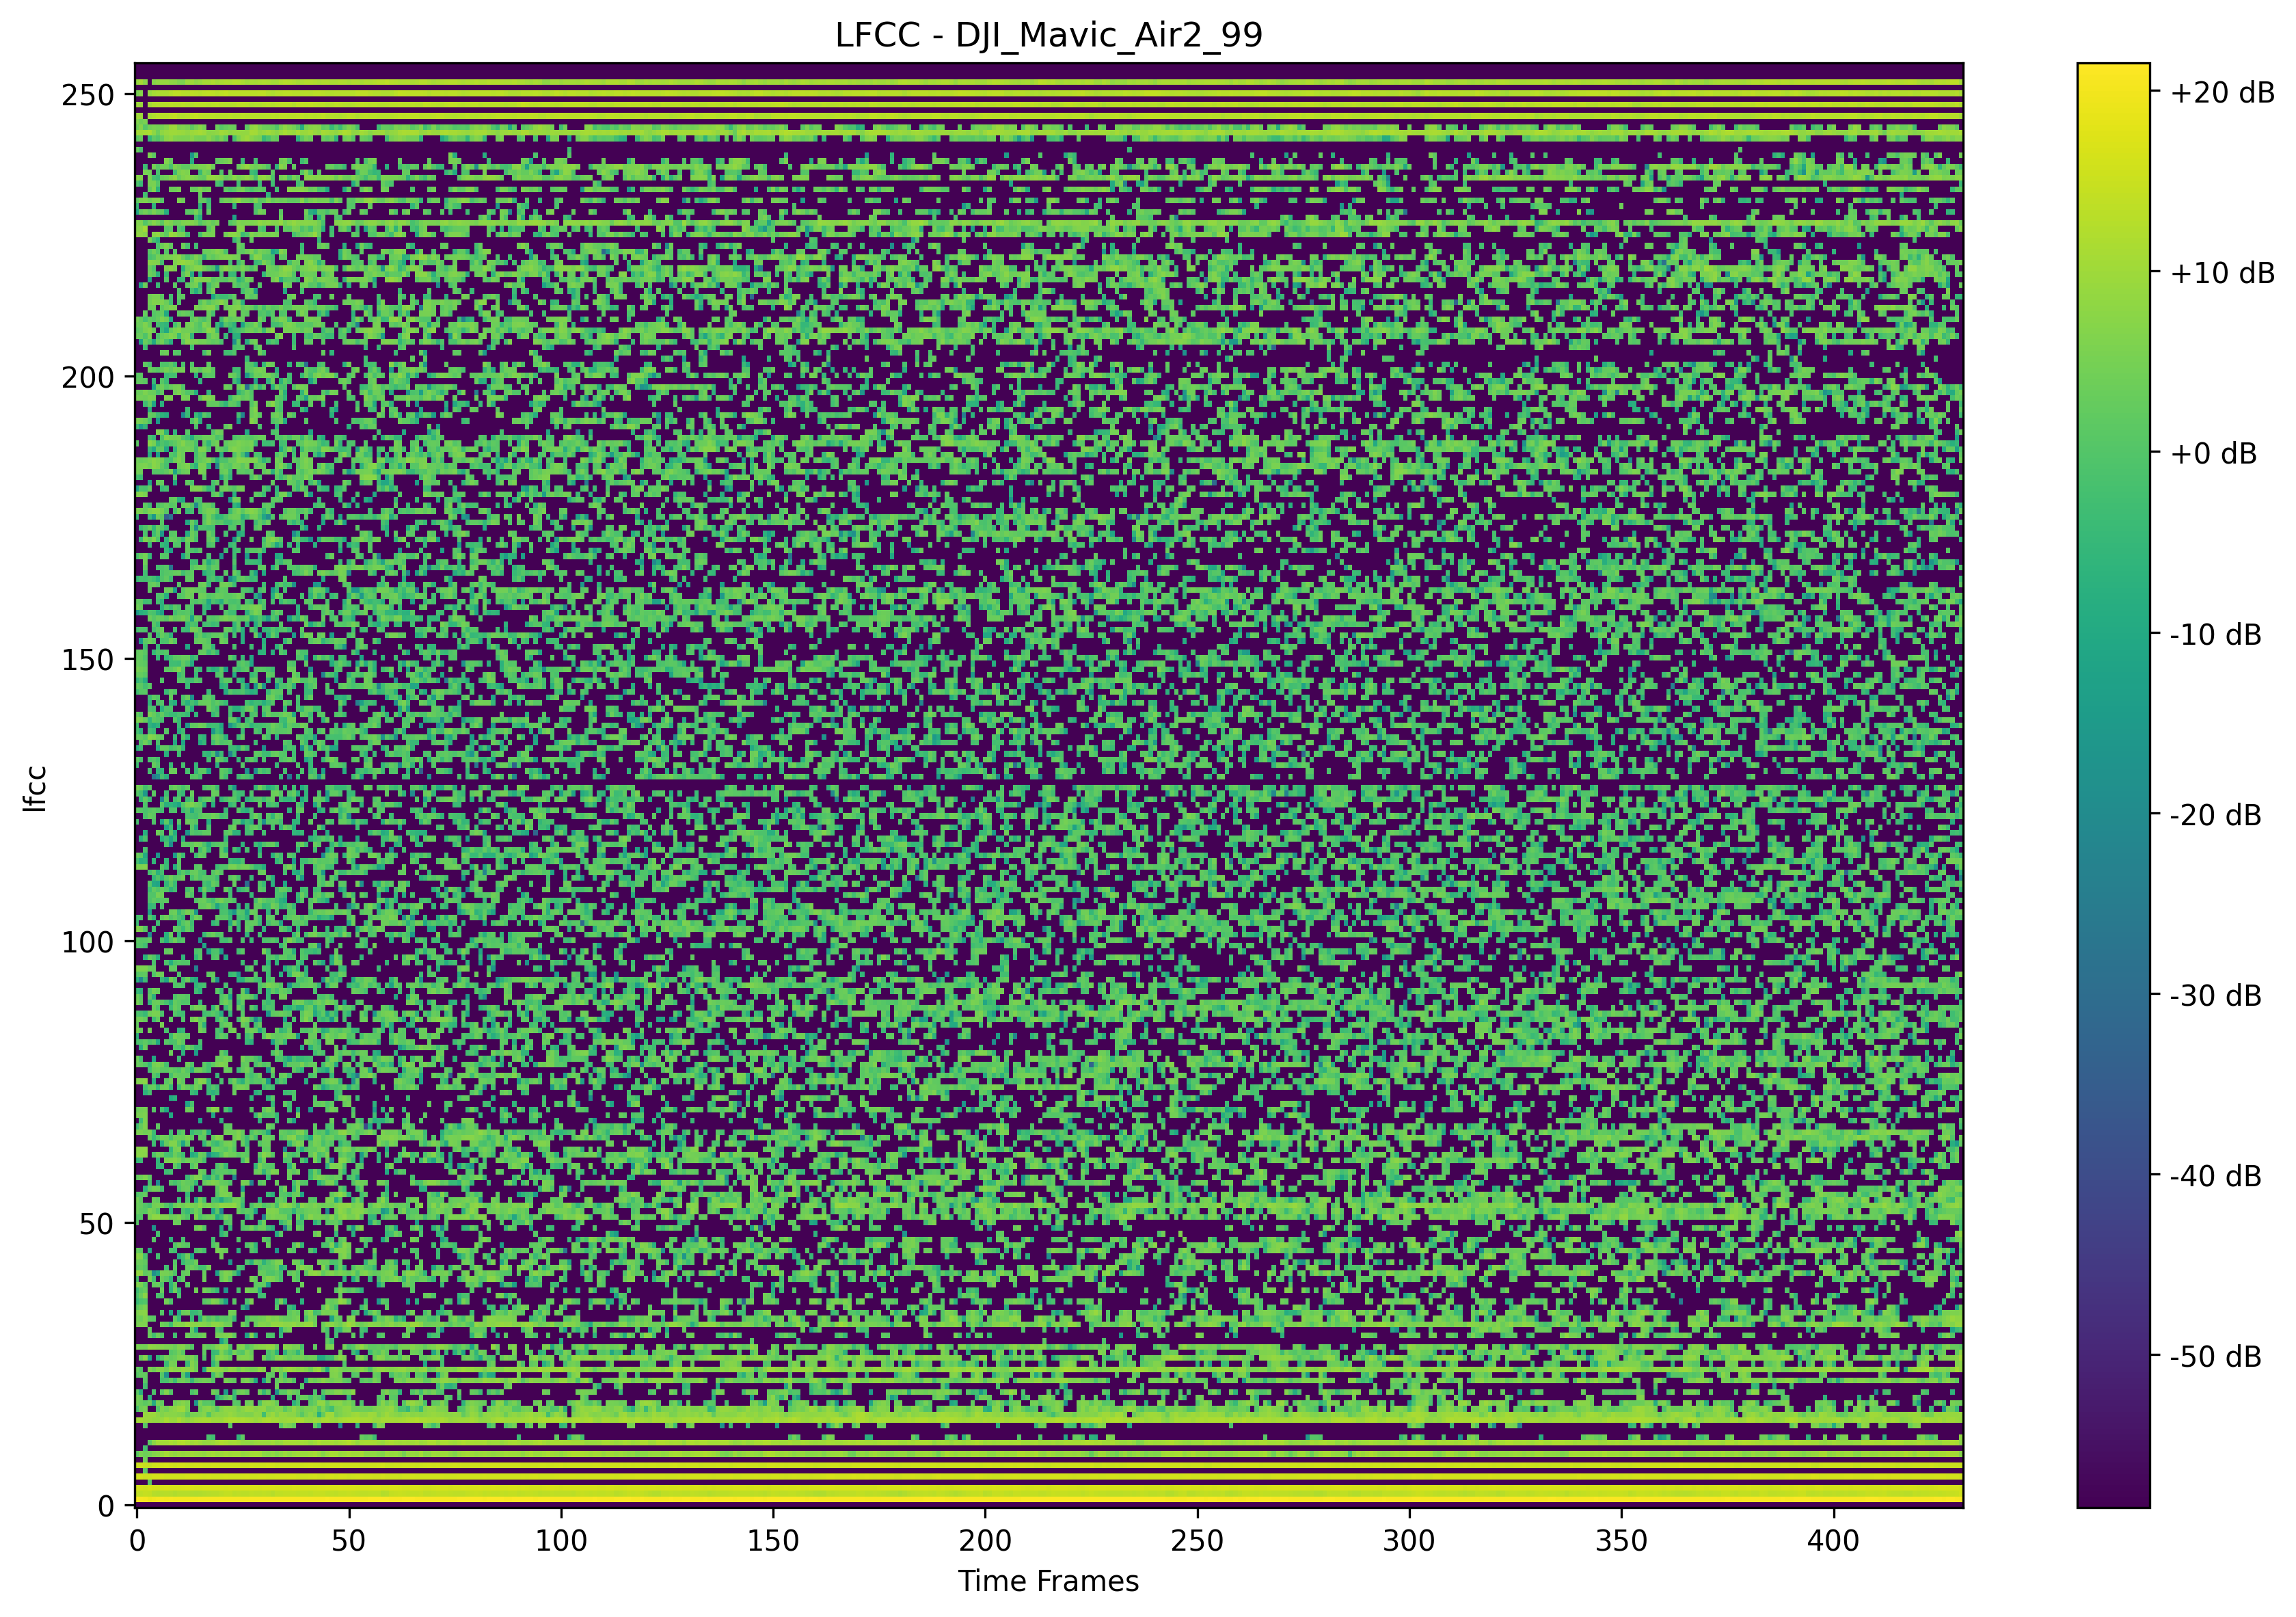 LFCC - DJI_Mavic_Air2_99
250
200
150
100
50
0
lfcc
0 50 100 150 200 250 300 350 400
Time Frames
+20 dB
+10 dB
+0 dB
-10 dB
-20 dB
-30 dB
-40 dB
-50 dB